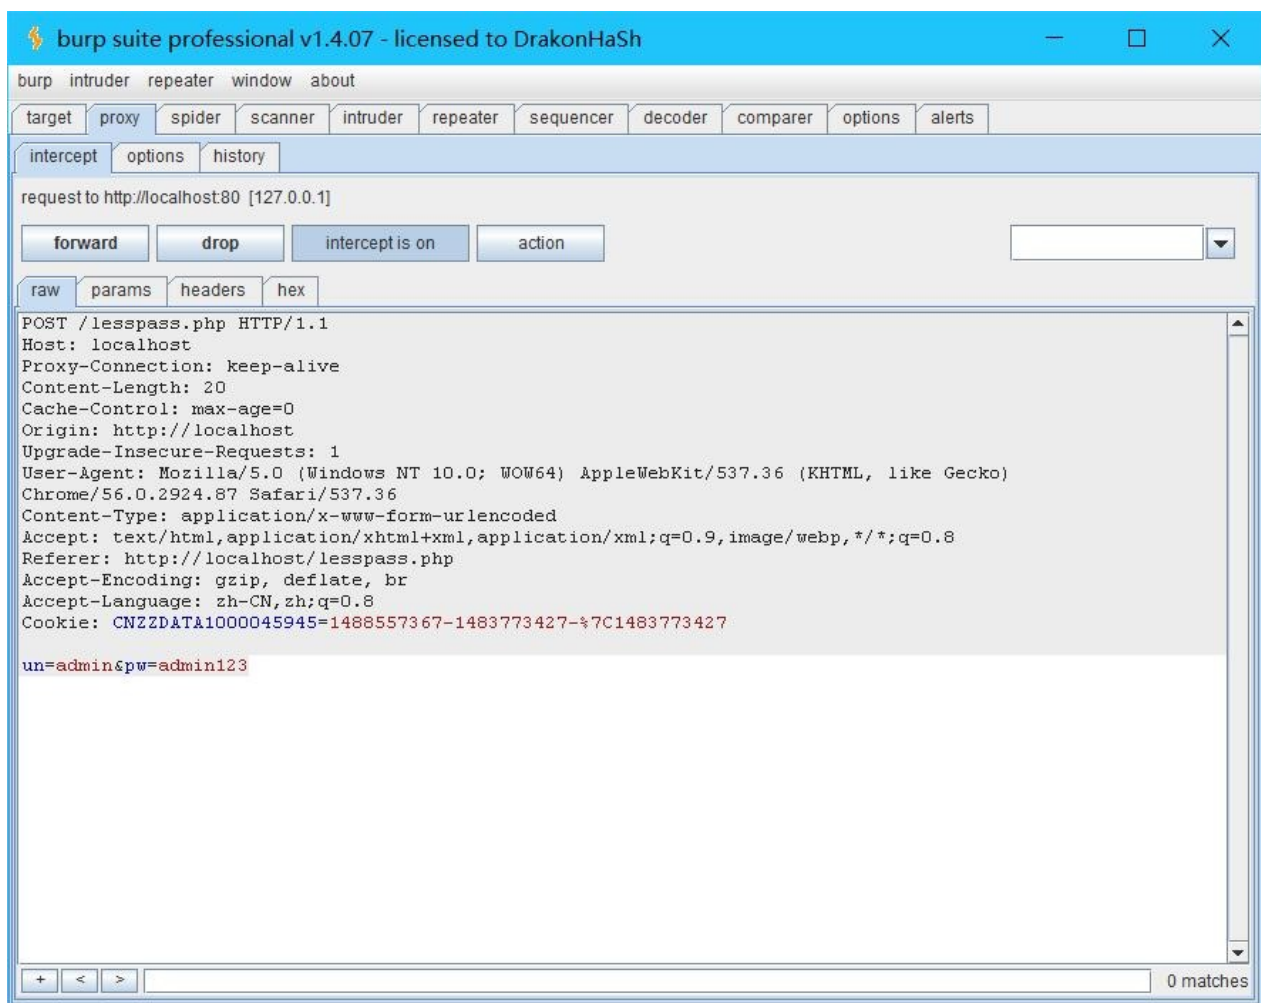 burp suite professional v1.4.07 - licensed to DrakonHaSh
burp intruder repeater window about
target proxy spider scanner intruder repeater sequencer decoder comparer options alerts
intercept options history
request to http://localhost:80 [127.0.0.1]
forward drop intercept is on action
raw params headers hex
POST /lesspass.php HTTP/1.1
Host: localhost
Proxy-Connection: keep-alive
Content-Length: 20
Cache-Control: max-age=0
Origin: http://localhost
Upgrade-Insecure-Requests: 1
User-Agent: Mozilla/5.0 (Windows NT 10.0; WOW64) AppleWebKit/537.36 (KHTML, like Gecko)
Chrome/56.0.2924.87 Safari/537.36
Content-Type: application/x-www-form-urlencoded
Accept: text/html,application/xhtml+xml,application/xml;q=0.9,image/webp,*/*;q=0.8
Referer: http://localhost/lesspass.php
Accept-Encoding: gzip, deflate, br
Accept-Language: zh-CN,zh;q=0.8
Cookie: CNZZDATA1000045945=1488557367-1483773427-%7C1483773427
un=admin&pw=admin123
+ < > 0 matches